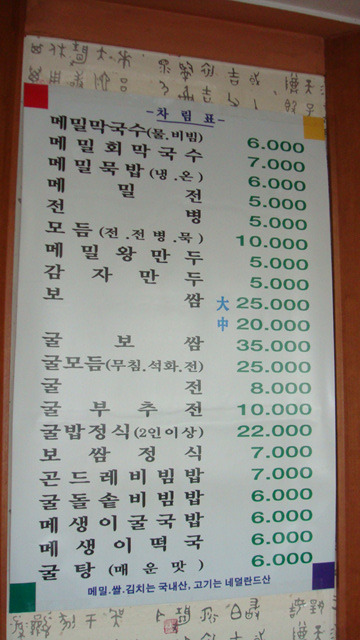 -차림표-
메밀막국수(물.비빔) 6.000
메밀회막국수 7.000
메밀묵밥(냉.온) 6.000
메밀전 5.000
전병 5.000
모듬(전.전병.묵) 10.000
메밀왕만두 5.000
감자만두 5.000
보쌈 大 25.000
中 20.000
굴보쌈 35.000
굴모듬(무침.석화.전) 25.000
굴전 8.000
굴부추전 10.000
굴밥정식(2인이상) 22.000
보쌈정식 7.000
곤드레비빔밥 7.000
굴돌솥비빔밥 6.000
메생이굴국밥 6.000
메생이떡국 6.000
굴탕(매운맛) 6.000
메밀.쌀.김치는 국내산, 고기는 네덜란드산